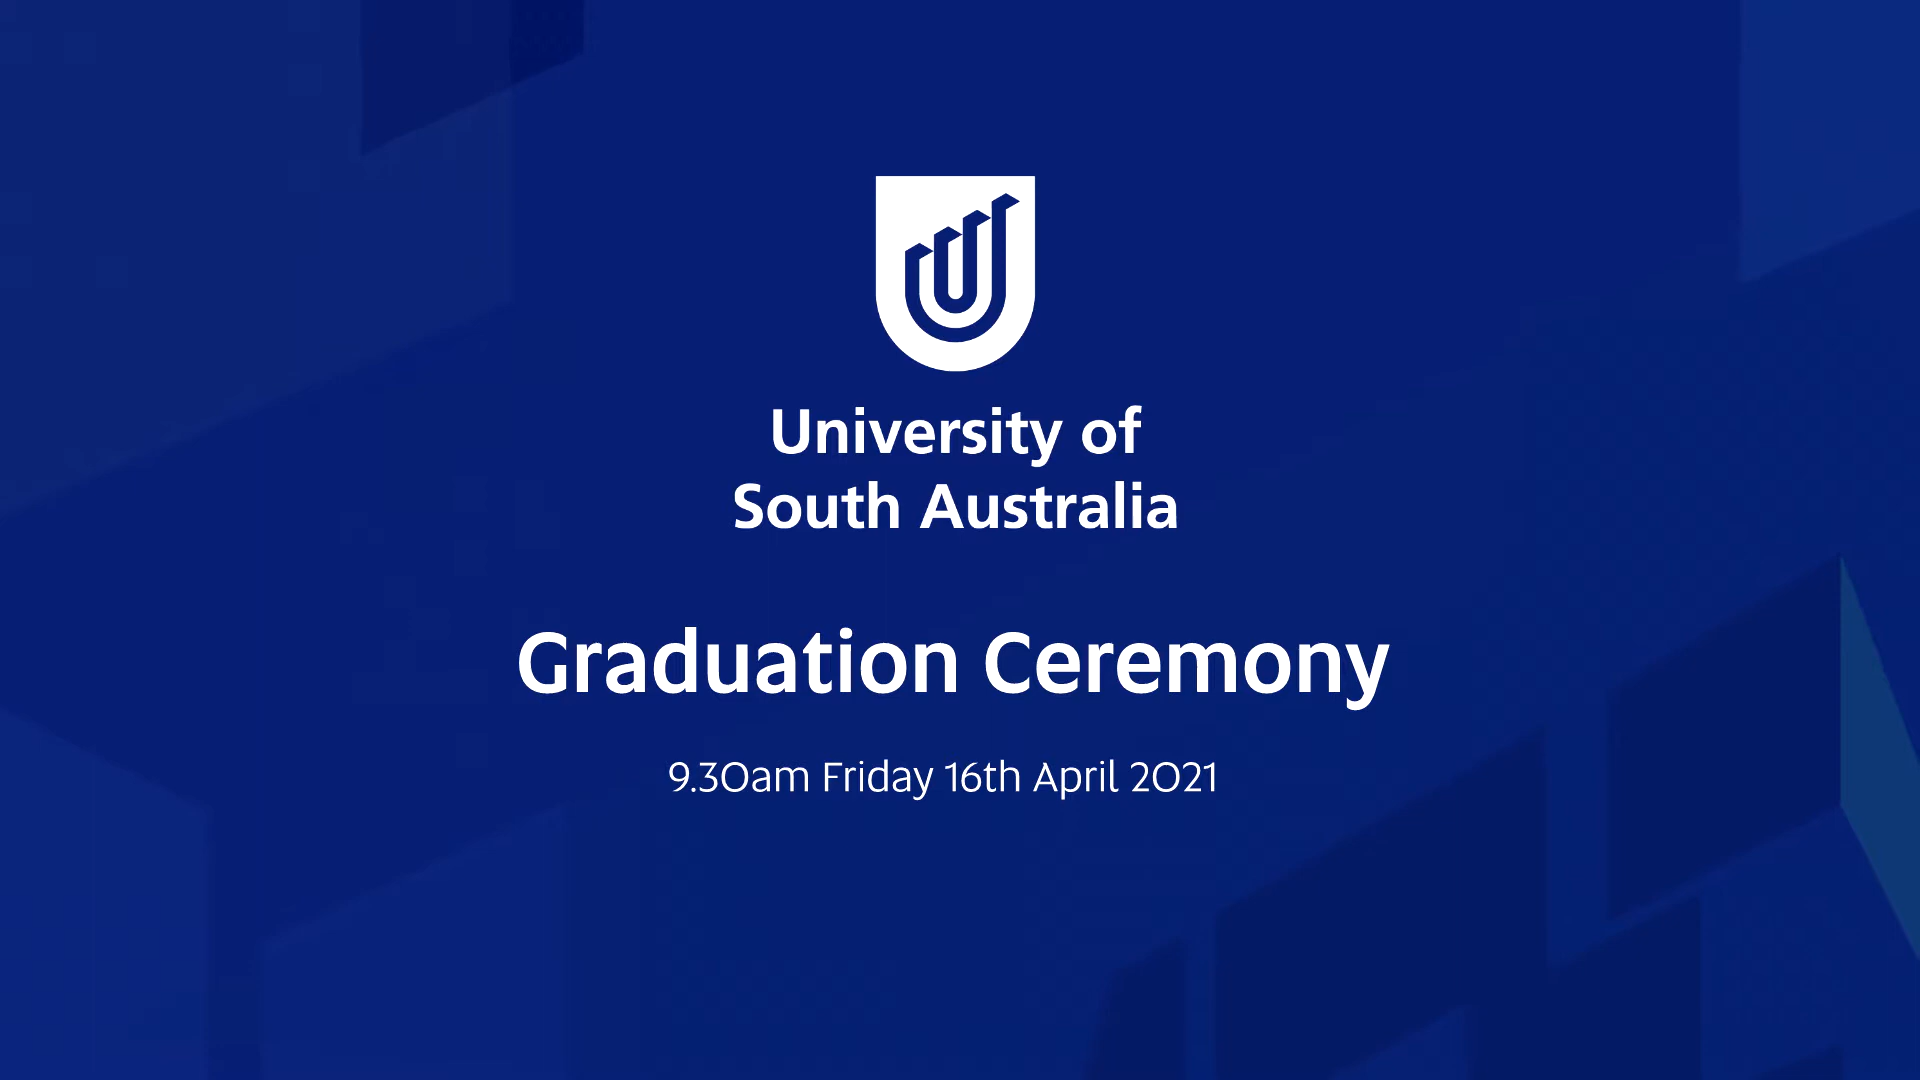 University of
South Australia
Graduation Ceremony
9.30am Friday 16th April 2021